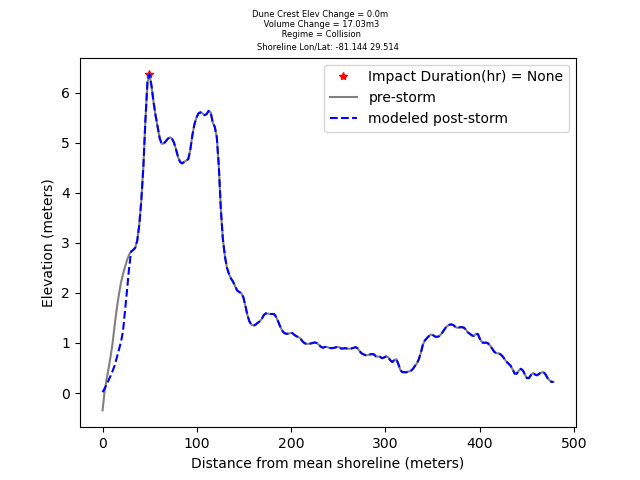 Dune Crest Elev Change = 0.0m
Volume Change = 17.03m3
Regime = Collision
Shoreline Lon/Lat: -81.144 29.514
Impact Duration(hr) = None
pre-storm
modeled post-storm
Elevation (meters)
6
5
4
3
2
1
0
0 100 200 300 400 500
Distance from mean shoreline (meters)